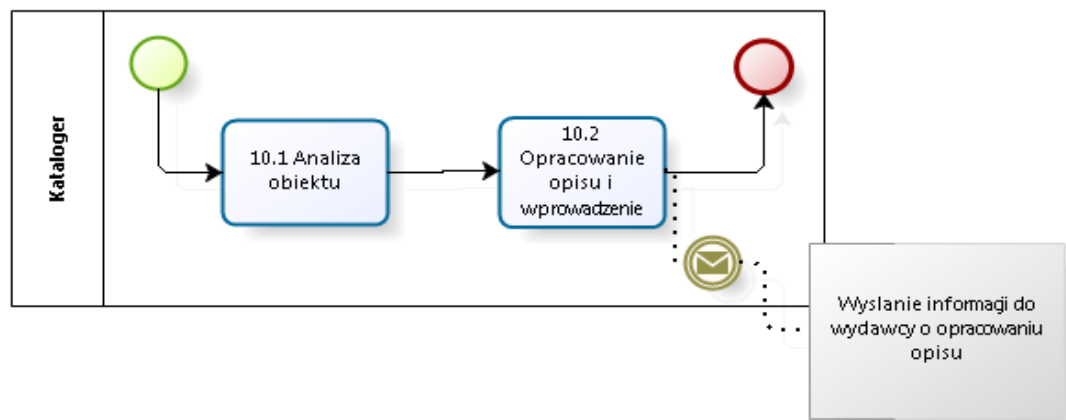 Kataloger
10.1 Analiza
obiektu
10.2
Opracowanie
opisu i
wprowadzenie
Wyslanie informacji do
wydawcy o opracowaniu
opisu